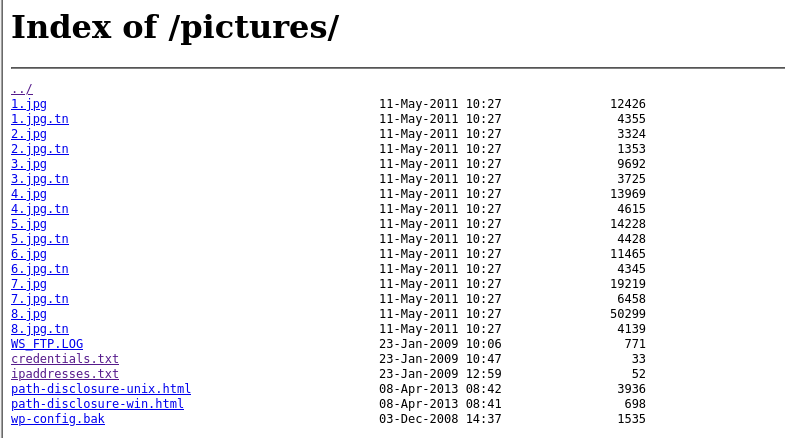 Index of /pictures/
../
1.jpg 11-May-2011 10:27 12426
1.jpg.tn 11-May-2011 10:27 4355
2.jpg 11-May-2011 10:27 3324
2.jpg.tn 11-May-2011 10:27 1353
3.jpg 11-May-2011 10:27 9692
3.jpg.tn 11-May-2011 10:27 3725
4.jpg 11-May-2011 10:27 13969
4.jpg.tn 11-May-2011 10:27 4615
5.jpg 11-May-2011 10:27 14228
5.jpg.tn 11-May-2011 10:27 4428
6.jpg 11-May-2011 10:27 11465
6.jpg.tn 11-May-2011 10:27 4345
7.jpg 11-May-2011 10:27 19219
7.jpg.tn 11-May-2011 10:27 6458
8.jpg 11-May-2011 10:27 50299
8.jpg.tn 11-May-2011 10:27 4139
WS_FTP.LOG 23-Jan-2009 10:06 771
credentials.txt 23-Jan-2009 10:47 33
ipaddresses.txt 23-Jan-2009 12:59 52
path-disclosure-unix.html 08-Apr-2013 08:42 3936
path-disclosure-win.html 08-Apr-2013 08:41 698
wp-config.bak 03-Dec-2008 14:37 1535